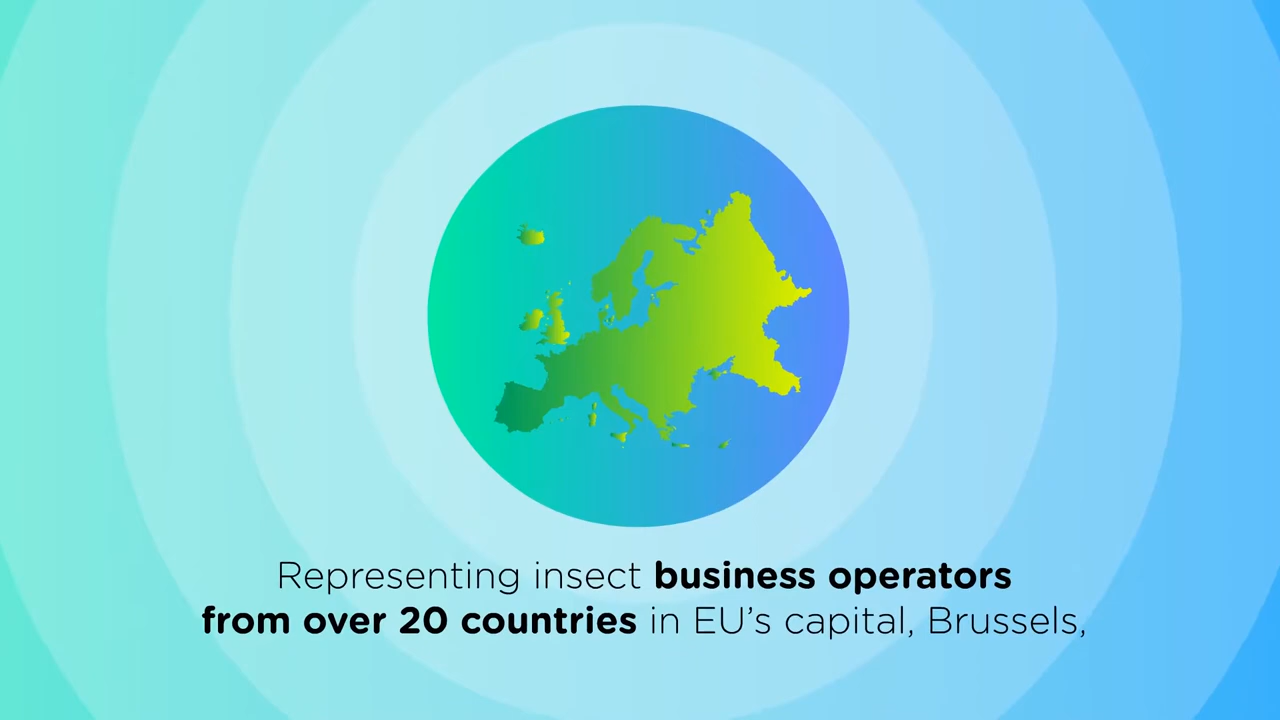 Representing insect business operators
from over 20 countries in EU’s capital, Brussels,